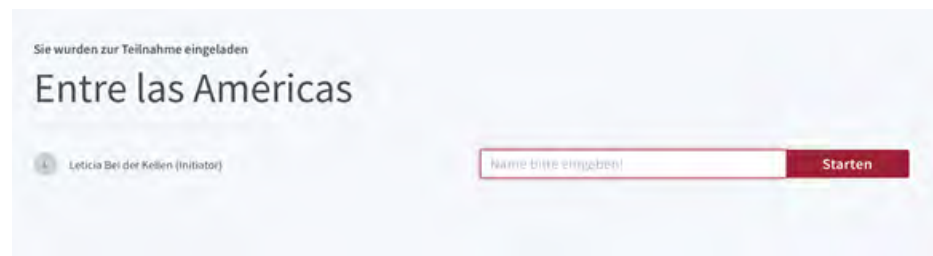 Sie wurden zur Teilnahme eingeladen
Entre las Américas
L Leticia Bei der Kellen (Initiator)
Name bitte eingeben!
Starten